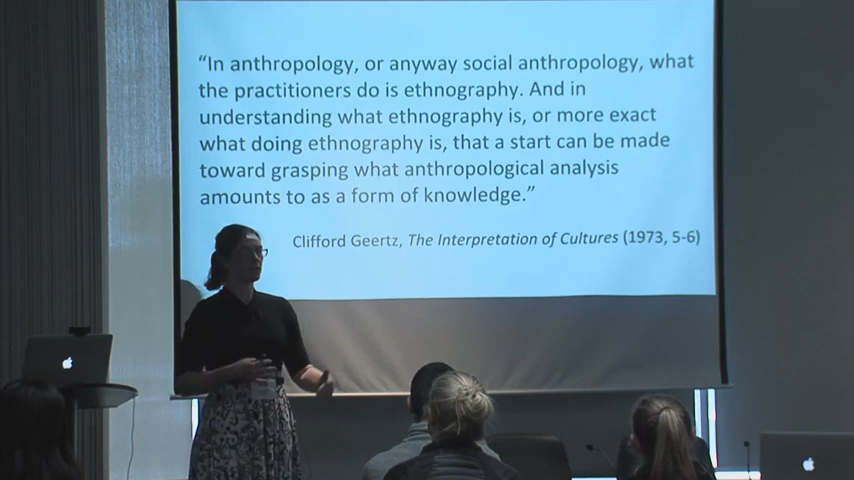 “In anthropology, or anyway social anthropology, what
the practitioners do is ethnography. And in
understanding what ethnography is, or more exact
what doing ethnography is, that a start can be made
toward grasping what anthropological analysis
amounts to as a form of knowledge.”
Clifford Geertz, The Interpretation of Cultures (1973, 5-6)